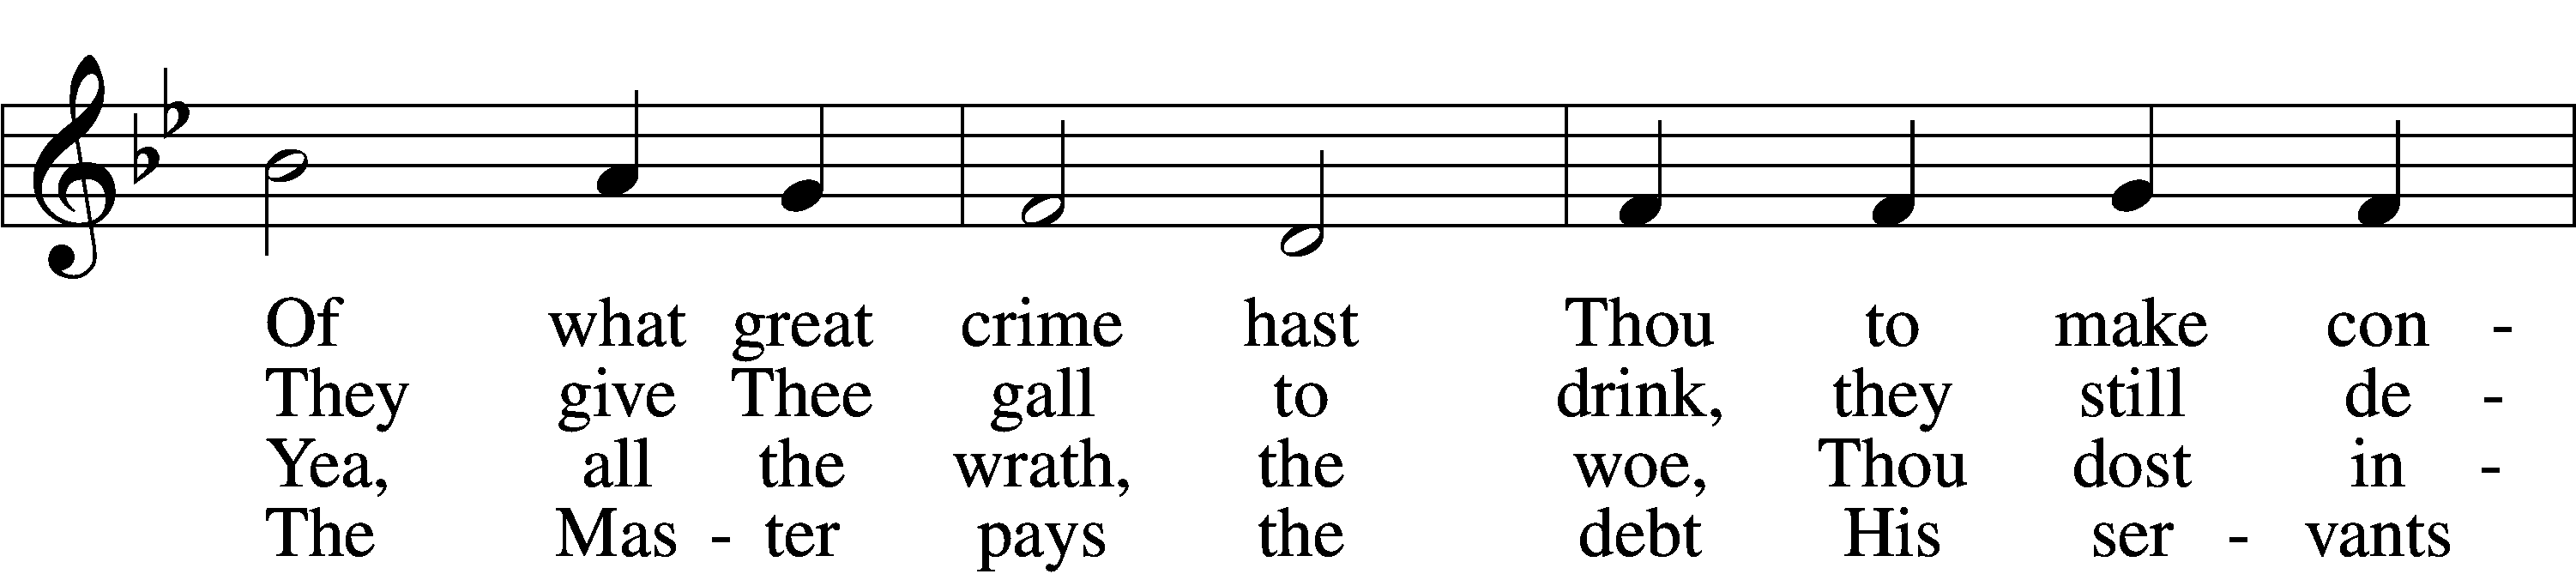 Of what great crime hast Thou to make con -
They give Thee gall to drink, they still de -
Yea, all the wrath, the woe, Thou dost in -
The Mas - ter pays the debt His ser - vants